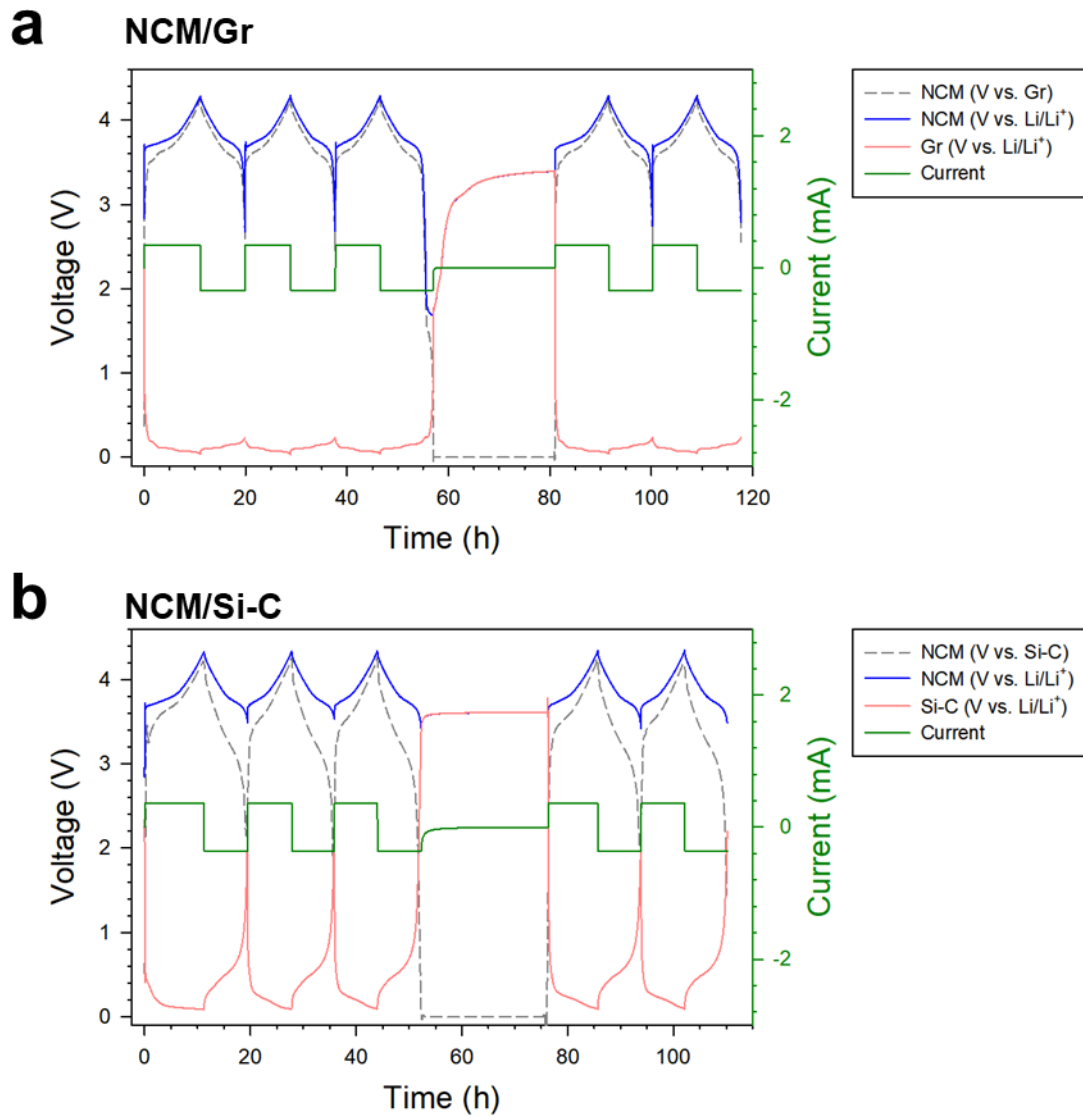 a NCM/Gr
NCM (V vs. Gr)
NCM (V vs. Li/Li⁺)
Gr (V vs. Li/Li⁺)
Current
Voltage (V)
4
3
2
1
0
Current (mA)
2
0
-2
0 20 40 60 80 100 120
Time (h)
b NCM/Si-C
NCM (V vs. Si-C)
NCM (V vs. Li/Li⁺)
Si-C (V vs. Li/Li⁺)
Current
Voltage (V)
4
3
2
1
0
Current (mA)
2
0
-2
0 20 40 60 80 100
Time (h)